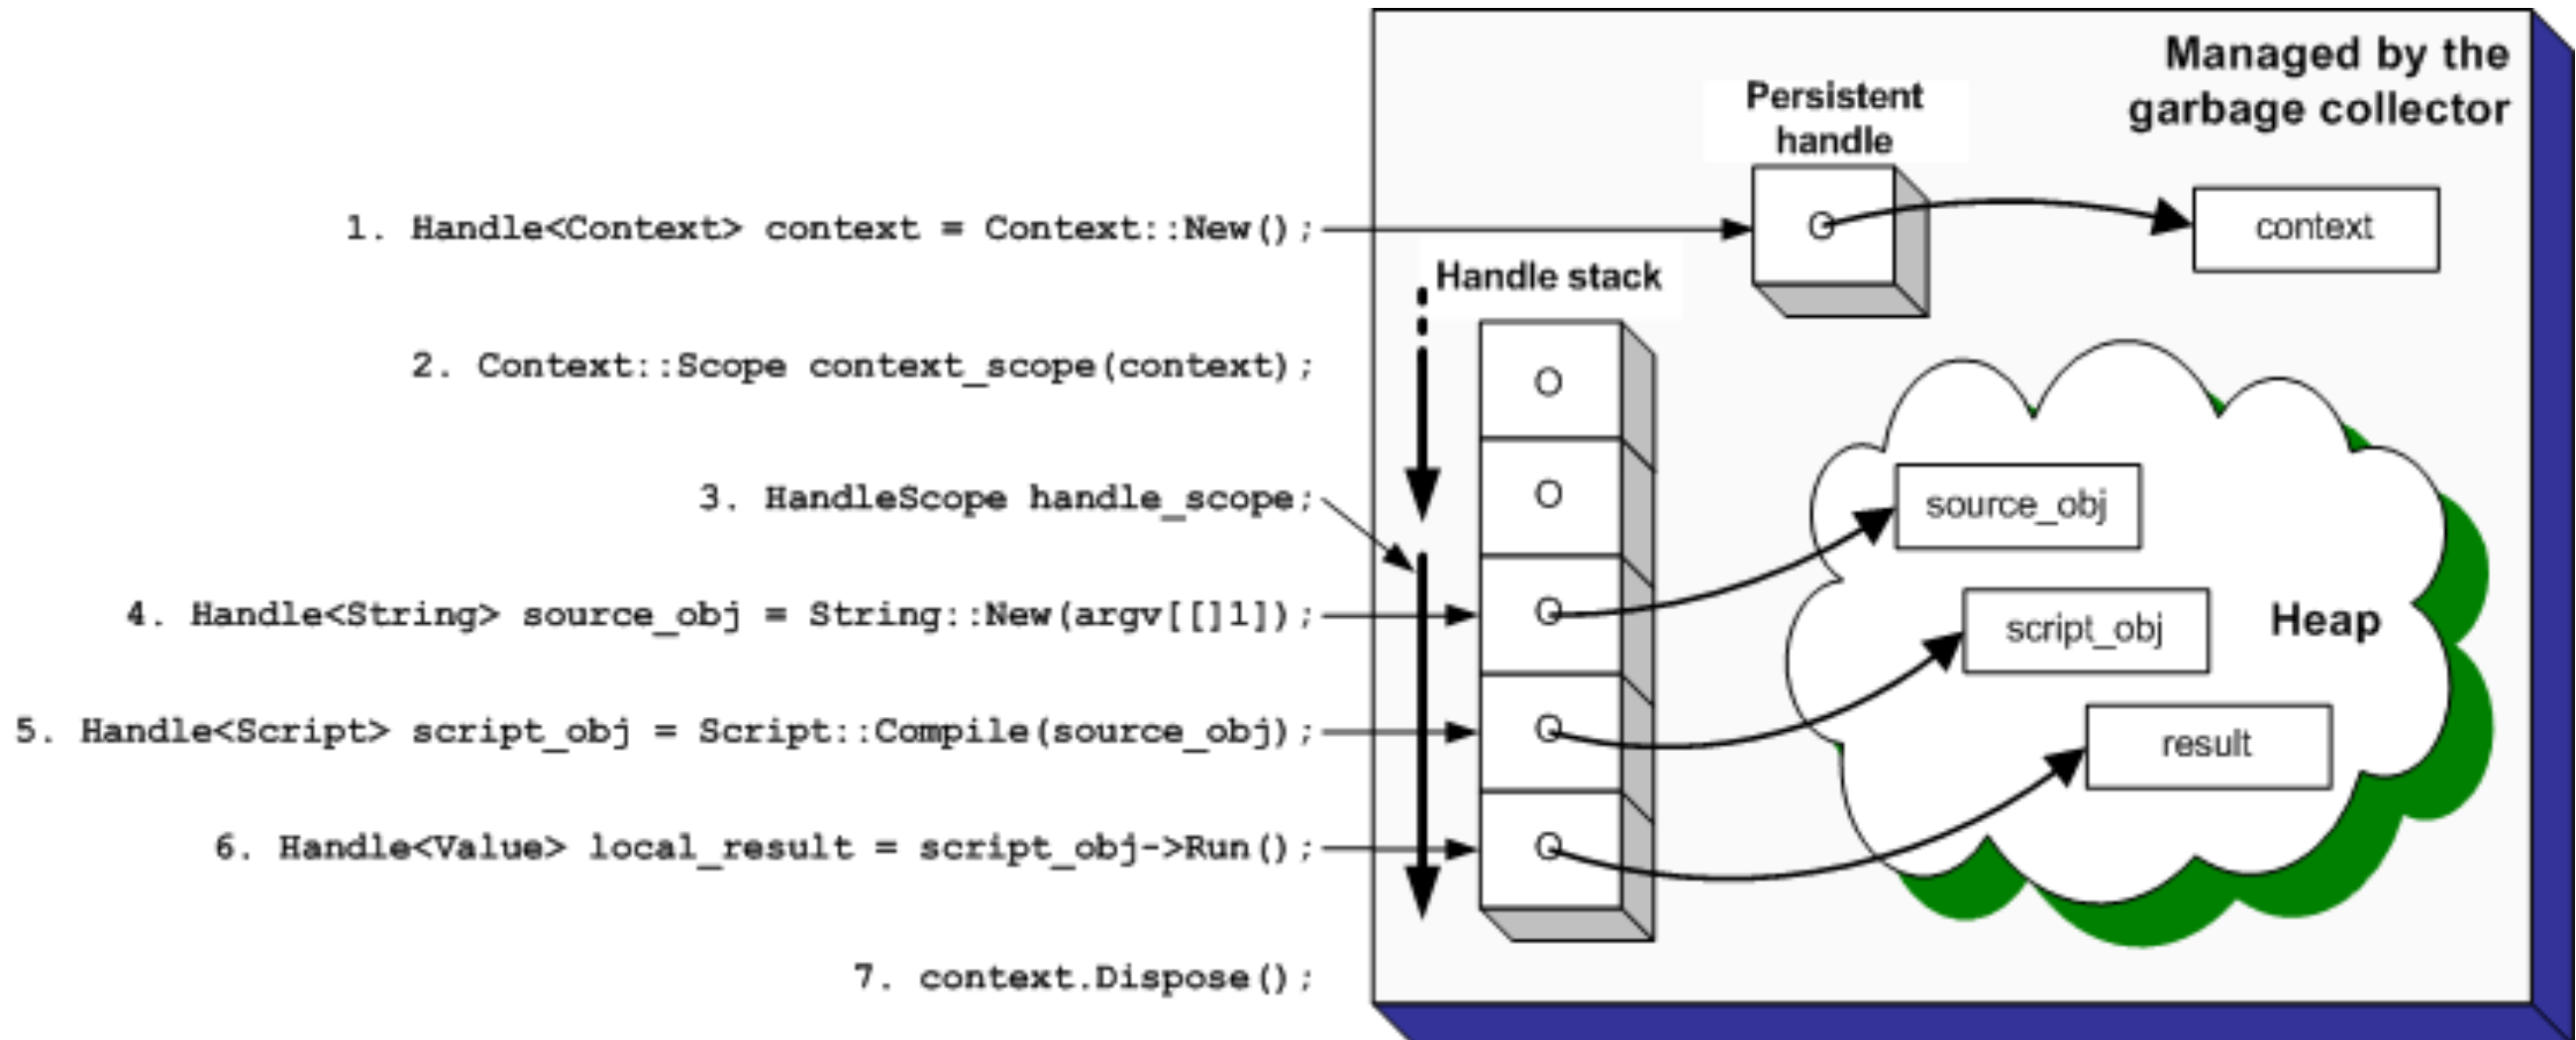 Managed by the
garbage collector
Persistent
handle
1. Handle<Context> context = Context::New();
context
Handle stack
2. Context::Scope context_scope(context);
3. HandleScope handle_scope;
source_obj
4. Handle<String> source_obj = String::New(argv[[]1]);
script_obj
Heap
5. Handle<Script> script_obj = Script::Compile(source_obj);
result
6. Handle<Value> local_result = script_obj->Run();
7. context.Dispose();
O
O
O
O
O
O